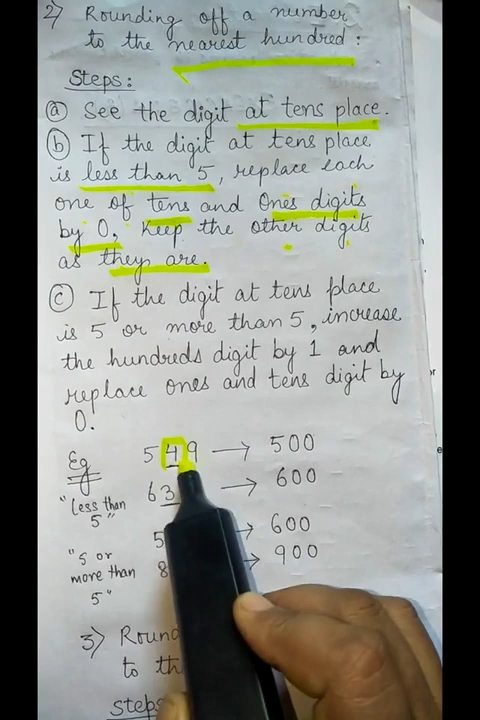 2) Rounding off a number
to the nearest hundred:
Steps:
(a) See the digit at tens place.
(b) If the digit at tens place
is less than 5, replace each
one of tens and Ones digits
by 0. Keep the other digits
as they are.
(c) If the digit at tens place
is 5 or more than 5, increase
the hundreds digit by 1 and
replace ones and tens digit by
0.
Eg 549 → 500
"Less than 5" 63 → 600
5 → 600
"5 or more than 5" 8 → 900
3) Round
to th
Steps